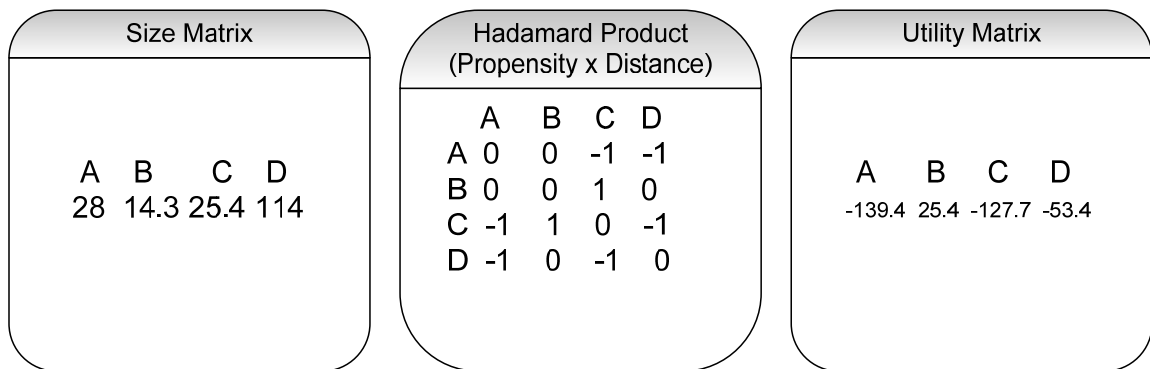 Size Matrix
A B C D
28 14.3 25.4 114
Hadamard Product
(Propensity x Distance)
A B C D
A 0 0 -1 -1
B 0 0 1 0
C -1 1 0 -1
D -1 0 -1 0
Utility Matrix
A B C D
-139.4 25.4 -127.7 -53.4